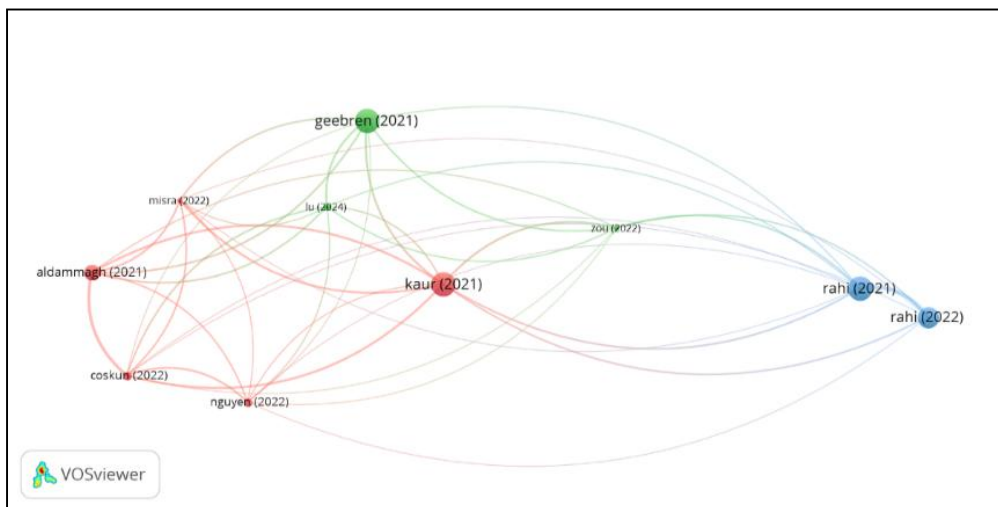 geebren (2021)
misra (2022)
lu (2024)
zou (2022)
aldammagh (2021)
kaur (2021)
rahi (2021)
rahi (2022)
coskun (2022)
nguyen (2022)
VOSviewer